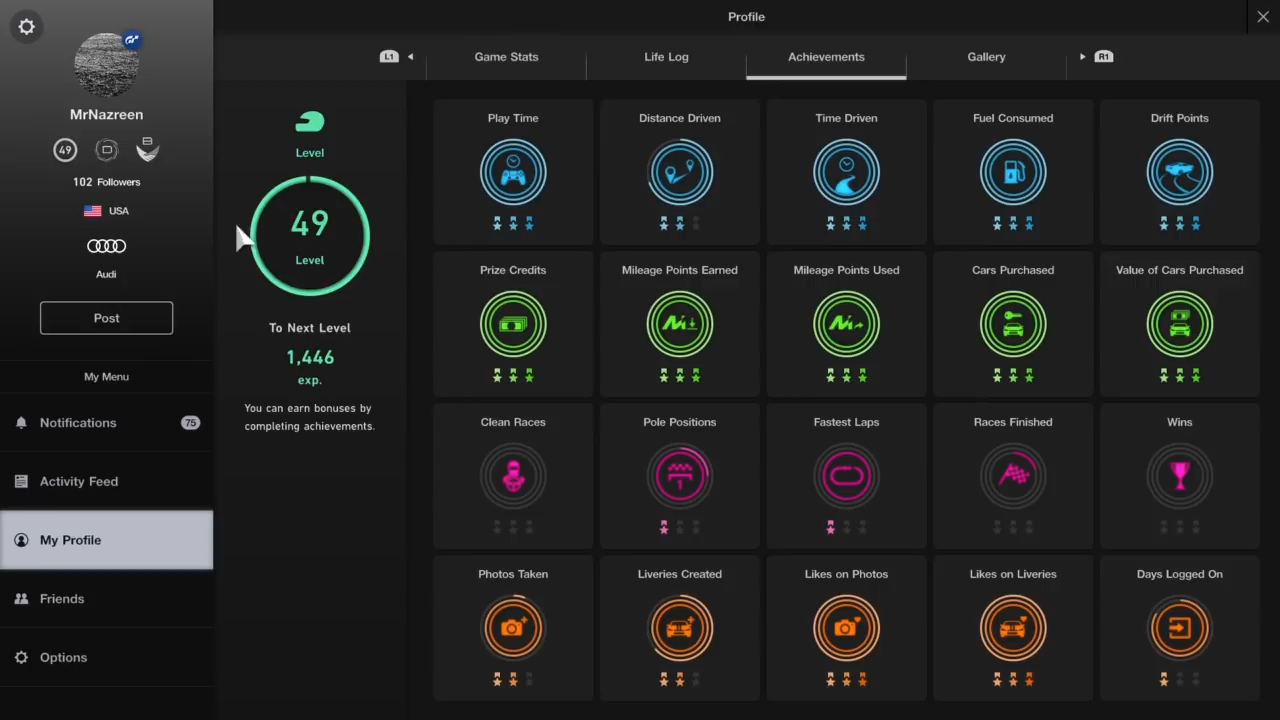 Profile
MrNazreen
49
102 Followers
USA
Audi
Post
My Menu
Notifications 75
Activity Feed
My Profile
Friends
Options
L1 Game Stats Life Log Achievements Gallery R1
Level
49
Level
To Next Level
1,446
exp.
You can earn bonuses by
completing achievements.
Play Time Distance Driven Time Driven Fuel Consumed Drift Points
Prize Credits Mileage Points Earned Mileage Points Used Cars Purchased Value of Cars Purchased
Clean Races Pole Positions Fastest Laps Races Finished Wins
1
Photos Taken Liveries Created Likes on Photos Likes on Liveries Days Logged On